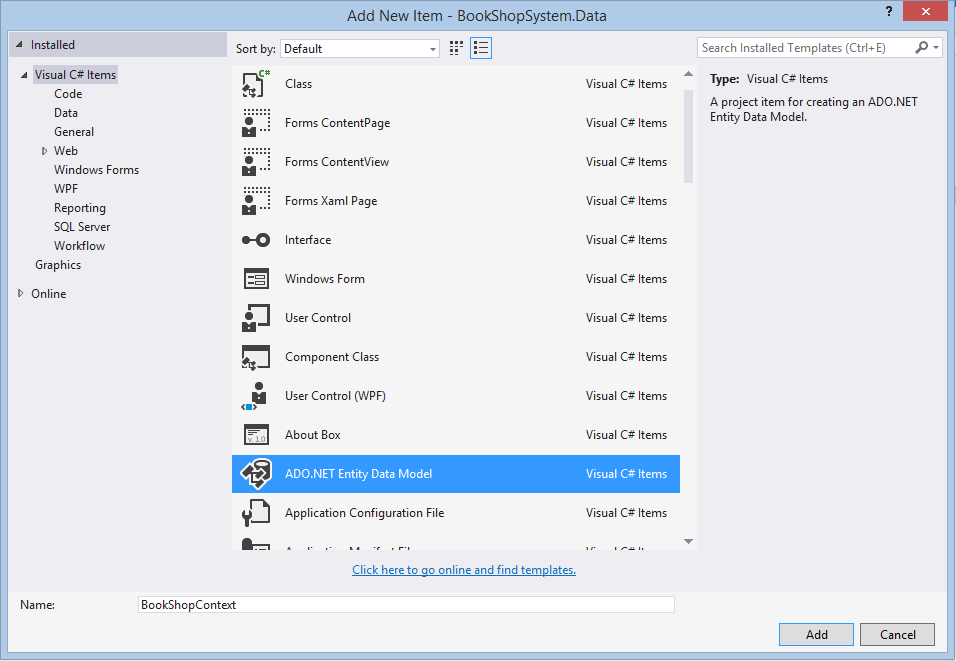 Add New Item - BookShopSystem.Data
?
Installed
Sort by: Default
Search Installed Templates (Ctrl+E)
Visual C# Items
Code
Data
General
Web
Windows Forms
WPF
Reporting
SQL Server
Workflow
Graphics
Online
C#
Class Visual C# Items
Forms ContentPage Visual C# Items
Forms ContentView Visual C# Items
Forms Xaml Page Visual C# Items
Interface Visual C# Items
Windows Form Visual C# Items
User Control Visual C# Items
Component Class Visual C# Items
User Control (WPF) Visual C# Items
v. 1.0
About Box Visual C# Items
ADO.NET Entity Data Model Visual C# Items
Application Configuration File Visual C# Items
Type: Visual C# Items
A project item for creating an ADO.NET
Entity Data Model.
Click here to go online and find templates.
Name: BookShopContext
Add Cancel